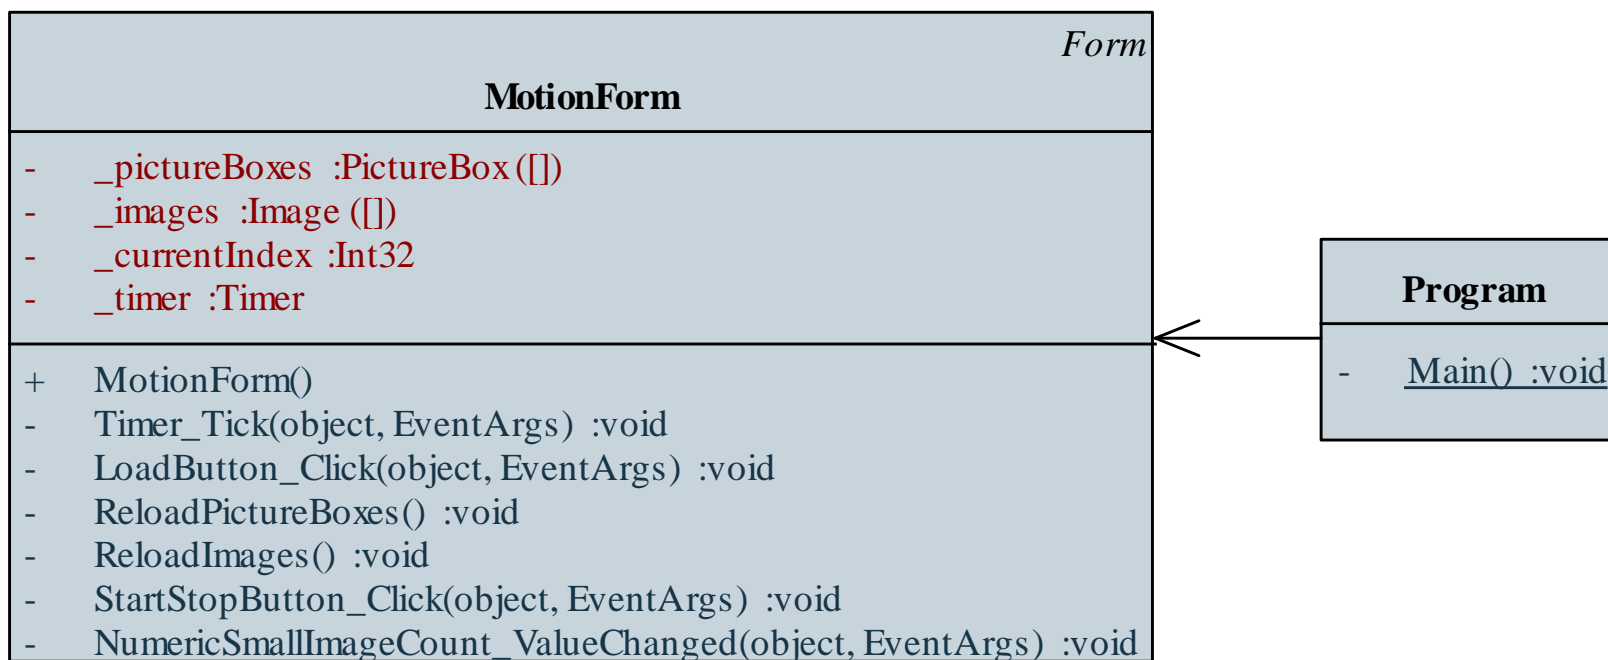 Form
MotionForm
- _pictureBoxes :PictureBox ([])
- _images :Image ([])
- _currentIndex :Int32
- _timer :Timer
+ MotionForm()
- Timer_Tick(object, EventArgs) :void
- LoadButton_Click(object, EventArgs) :void
- ReloadPictureBoxes() :void
- ReloadImages() :void
- StartStopButton_Click(object, EventArgs) :void
- NumericSmallImageCount_ValueChanged(object, EventArgs) :void
Program
- Main() :void